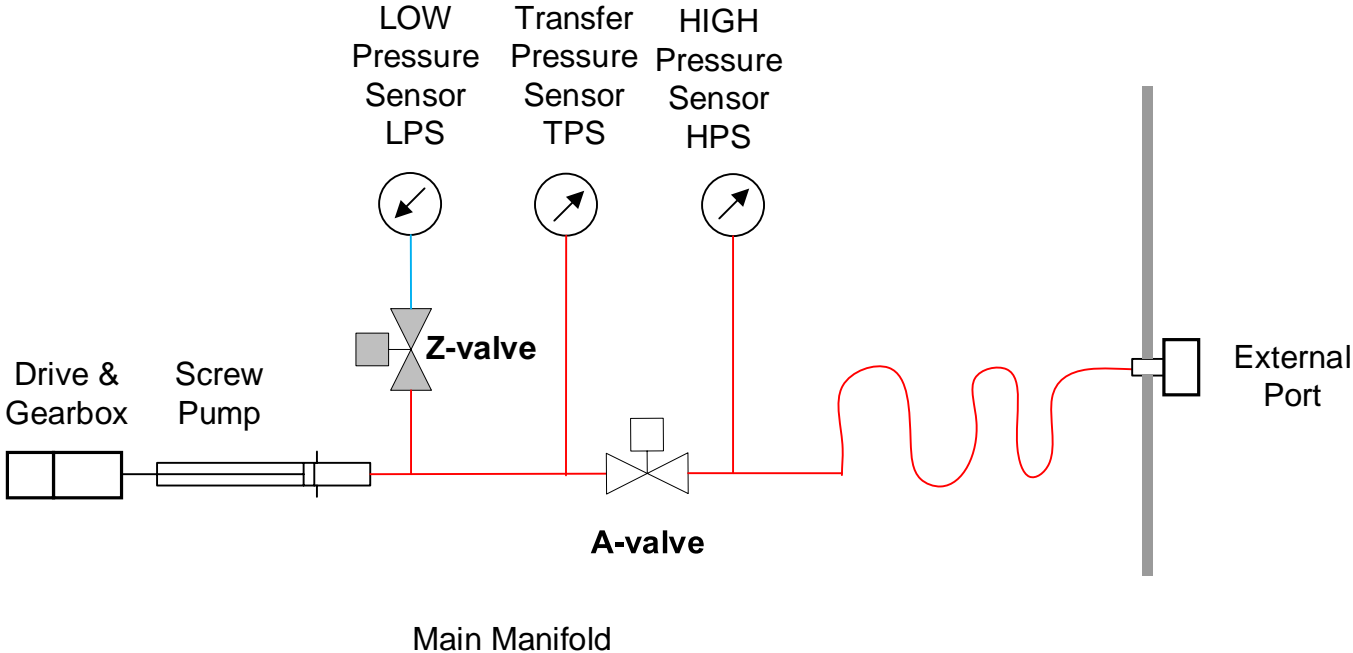 LOW
Pressure
Sensor
LPS
Transfer
Pressure
Sensor
TPS
HIGH
Pressure
Sensor
HPS
Z-valve
Drive &
Gearbox
Screw
Pump
External
Port
A-valve
Main Manifold